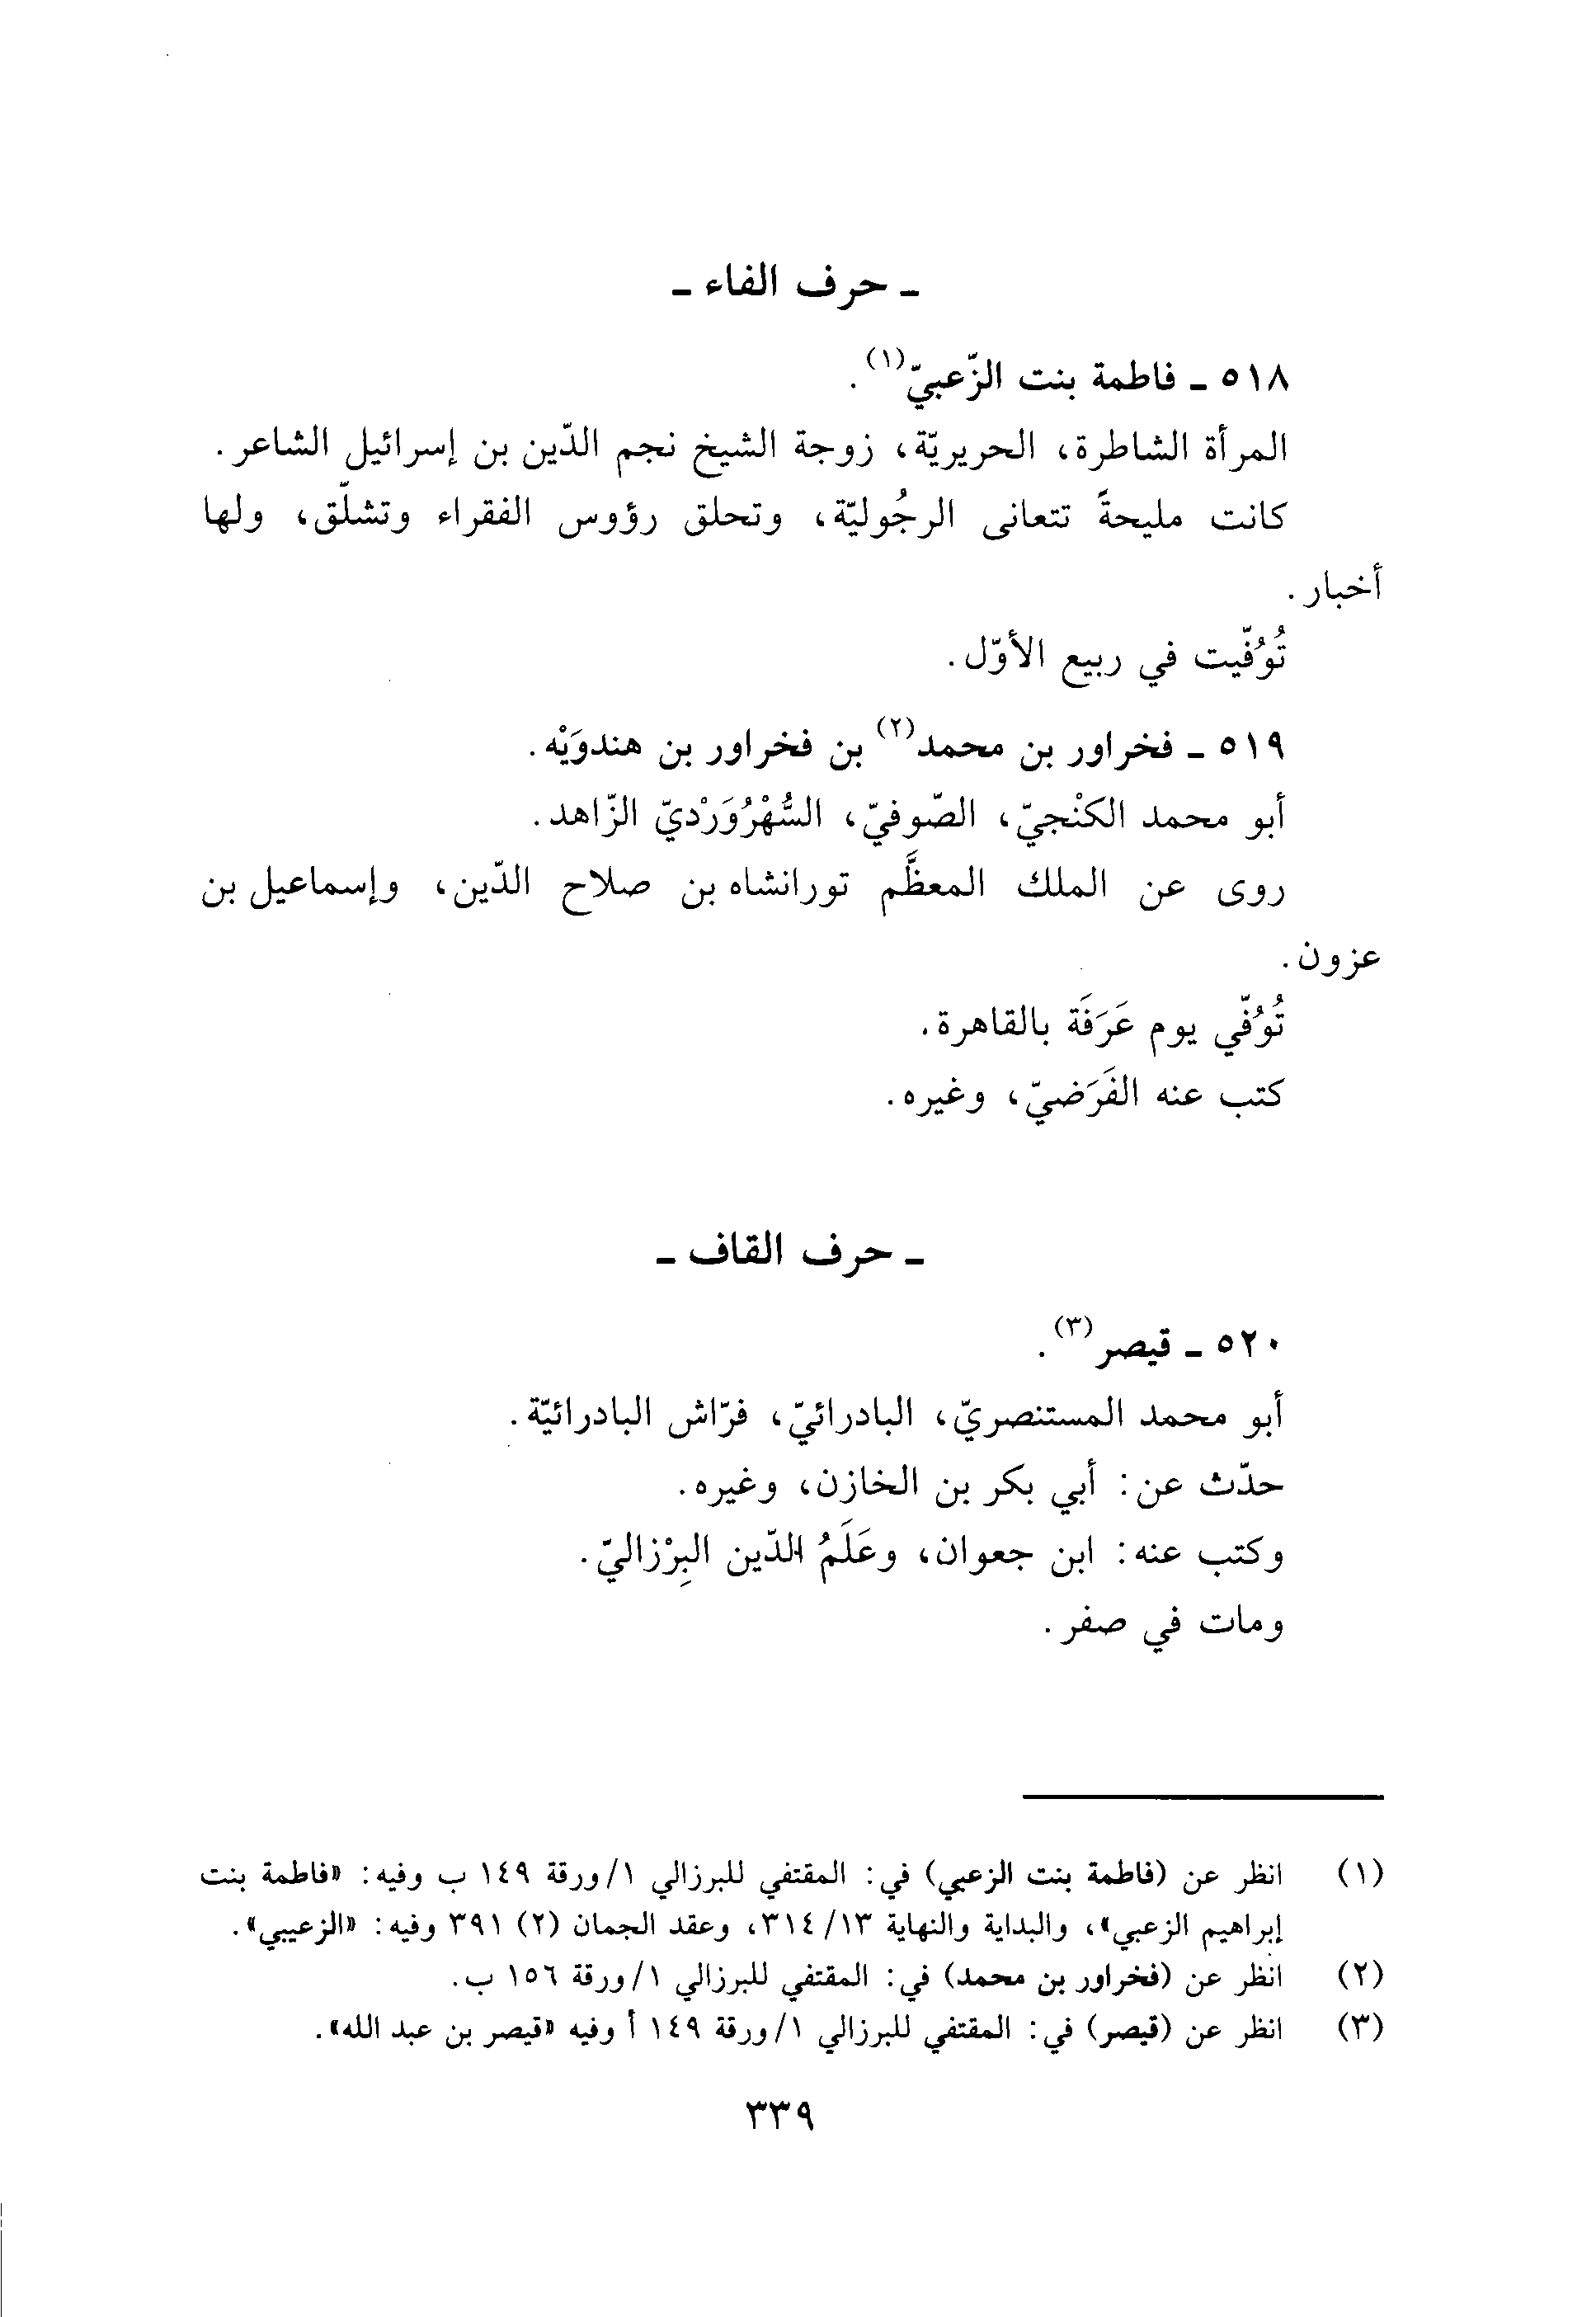 ـ حرف الفاء ـ
٥١٨ ـ فاطمة بنت الزّعبيّ(١).
المرأة الشاطرة، الحريريّة، زوجة الشيخ نجم الدّين بن إسرائيل الشاعر.
كانت مليحةً تتعانى الرجُوليّة، وتحلق رؤوس الفقراء وتشلّق، ولها
أخبار.
تُوُفّيت في ربيع الأوّل.
٥١٩ ـ فخراور بن محمد(٢) بن فخراور بن هندوَيْه.
أبو محمد الكنْجيّ، الصّوفيّ، السُّهْرُوَرْديّ الزّاهد.
روى عن الملك المعظَّم تورانشاه بن صلاح الدّين، وإسماعيل بن
عزون.
تُوُفّي يوم عَرَفَة بالقاهرة.
كتب عنه الفَرَضيّ، وغيره.
ـ حرف القاف ـ
٥٢٠ ـ قيصر(٣).
أبو محمد المستنصريّ، البادرائيّ، فرّاش البادرائيّة.
حدّث عن: أبي بكر بن الخازن، وغيره.
وكتب عنه: ابن جعوان، وعَلَمُ الدّين البِرْزاليّ.
ومات في صفر.
(١) انظر عن (فاطمة بنت الزعبي) في: المقتفي للبرزالي ١/ورقة ١٤٩ ب وفيه: «فاطمة بنت
إبراهيم الزعبي»، والبداية والنهاية ٣١٤/١٣، وعقد الجمان (٢) ٣٩١ وفيه: «الزعيبي».
(٢) انظر عن (فخراور بن محمد) في: المقتفي للبرزالي ١/ورقة ١٥٦ ب.
(٣) انظر عن (قيصر) في: المقتفي للبرزالي ١/ورقة ١٤٩ أ وفيه «قيصر بن عبد الله».
٣٣٩